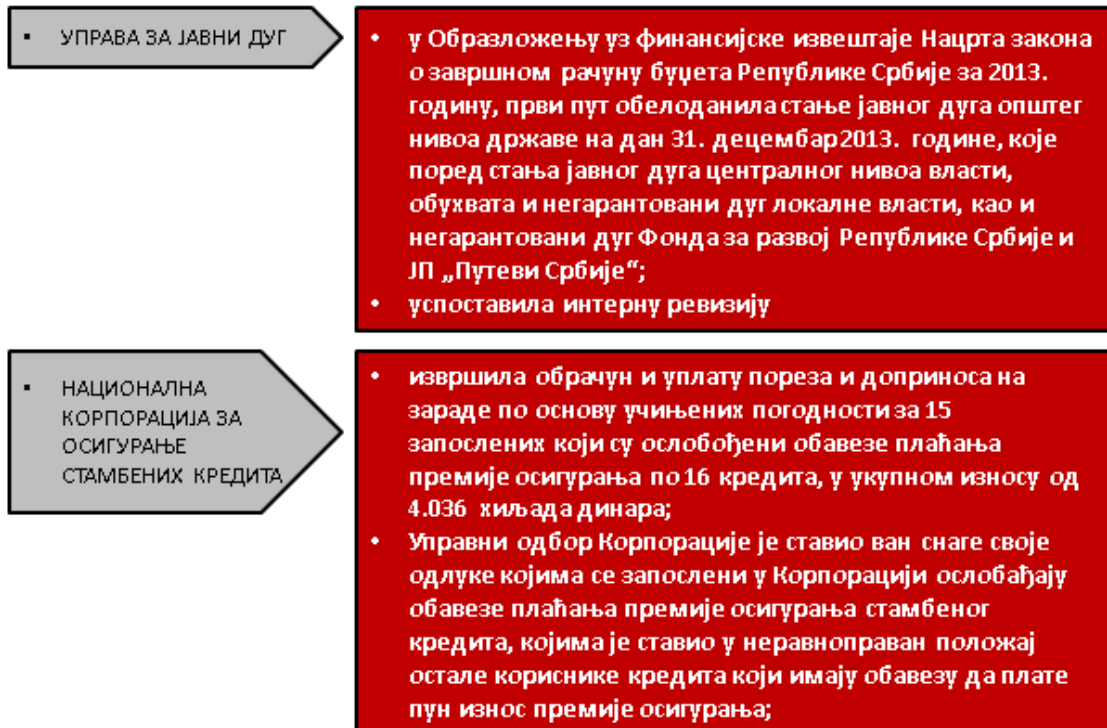 ▪ УПРАВА ЗА ЈАВНИ ДУГ
• у Образложењу уз финансијске извештаје Нацрта закона
о завршном рачуну буџета Републике Србије за 2013.
годину, први пут обелоданила стање јавног дуга општег
нивоа државе на дан 31. децембар 2013. године, које
поред стања јавног дуга централног нивоа власти,
обухвата и негарантовани дуг локалне власти, као и
негарантовани дуг Фонда за развој Републике Србије и
ЈП „Путеви Србије“;
• успоставила интерну ревизију
▪ НАЦИОНАЛНА
КОРПОРАЦИЈА ЗА
ОСИГУРАЊЕ
СТАМБЕНИХ КРЕДИТА
• извршила обрачун и уплату пореза и доприноса на
зараде по основу учињених погодности за 15
запослених који су ослобођени обавезе плаћања
премије осигурања по 16 кредита, у укупном износу од
4.036 хиљада динара;
• Управни одбор Корпорације је ставио ван снаге своје
одлуке којима се запослени у Корпорацији ослобађају
обавезе плаћања премије осигурања стамбеног
кредита, којима је ставио у неравноправан положај
остале кориснике кредита који имају обавезу да плате
пун износ премије осигурања;